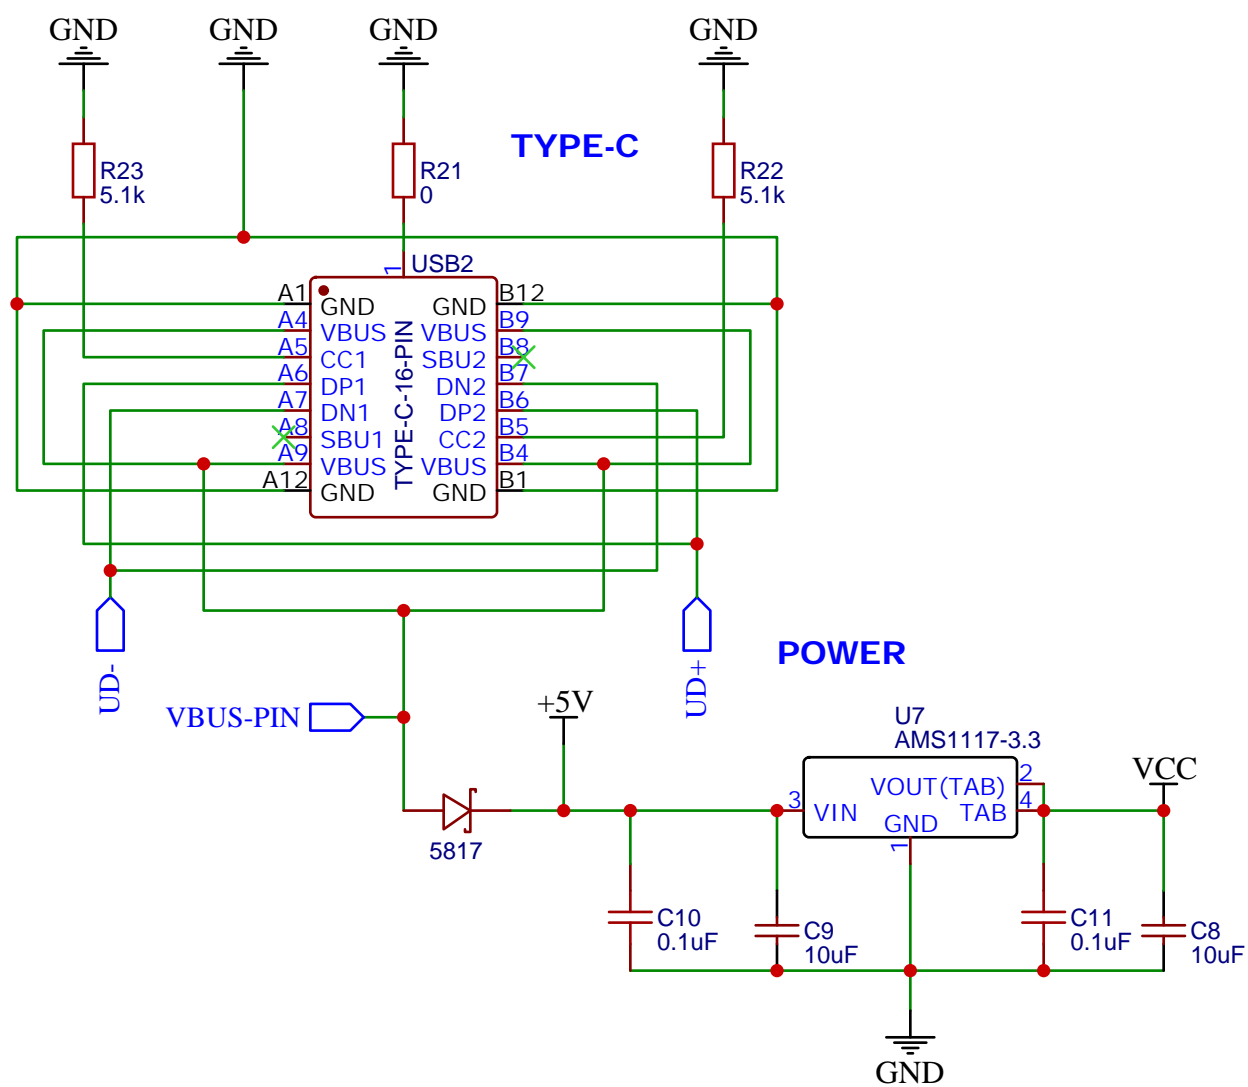 GND GND GND GND
TYPE-C
R23
5.1k
R21
0
R22
5.1k
1
USB2
A1 GND GND B12
A4 VBUS VBUS B9
A5 CC1 SBU2 B8
A6 DP1 DN2 B7
A7 DN1 DP2 B6
A8 SBU1 CC2 B5
A9 VBUS VBUS B4
A12 GND GND B1
TYPE-C-16-PIN
UD-
UD+
POWER
VBUS-PIN
+5V
5817
U7
AMS1117-3.3
VOUT(TAB) 2
3 VIN TAB 4
GND
1
VCC
C10
0.1uF
C9
10uF
C11
0.1uF
C8
10uF
GND